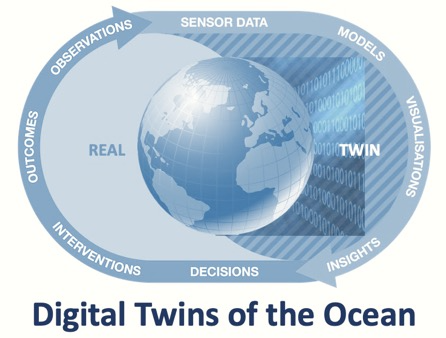 OBSERVATIONS
SENSOR DATA
MODELS
VISUALISATIONS
INSIGHTS
DECISIONS
INTERVENTIONS
OUTCOMES
REAL
TWIN
Digital Twins of the Ocean